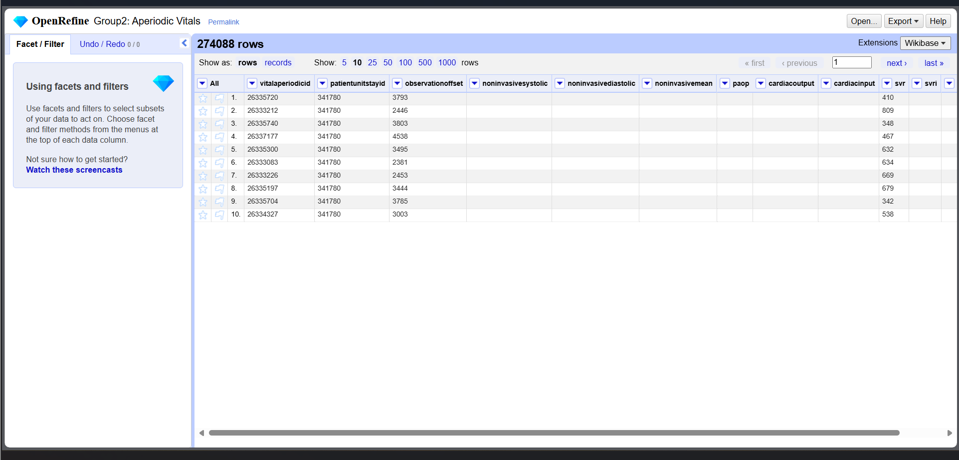 OpenRefine Group2: Aperiodic Vitals Permalink Open... Export Help
Facet / Filter Undo / Redo 0 / 0
274088 rows Extensions Wikibase
Show as: rows records Show: 5 10 25 50 100 500 1000 rows « first ‹ previous 1 next › last »
Using facets and filters
Use facets and filters to select subsets
of your data to act on. Choose facet
and filter methods from the menus at
the top of each data column.
Not sure how to get started?
Watch these screencasts
All vitalaperiodicid patientunitstayid observationoffset noninvasivesystolic noninvasivediastolic noninvasivemean paop cardiacoutput cardiacinput svr svri
1. 26335720 341780 3793 410
2. 26333212 341780 2446 809
3. 26335740 341780 3803 348
4. 26337177 341780 4538 467
5. 26335300 341780 3495 632
6. 26333083 341780 2381 634
7. 26333226 341780 2453 669
8. 26335197 341780 3444 679
9. 26335704 341780 3785 342
10. 26334327 341780 3003 538